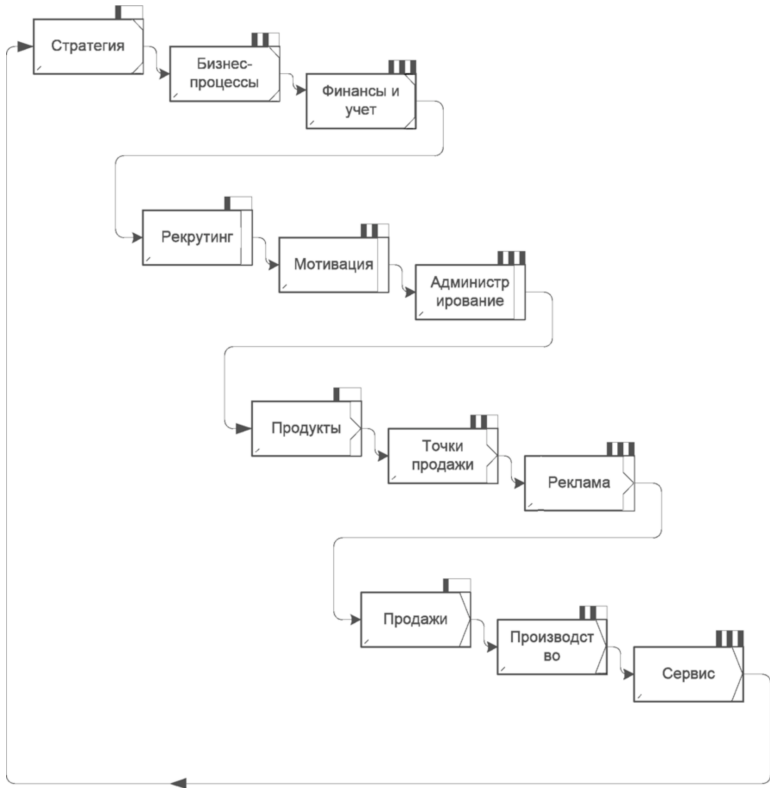 Стратегия
Бизнес-
процессы
Финансы и
учет
Рекрутинг
Мотивация
Администр
ирование
Продукты
Точки
продажи
Реклама
Продажи
Производст
во
Сервис